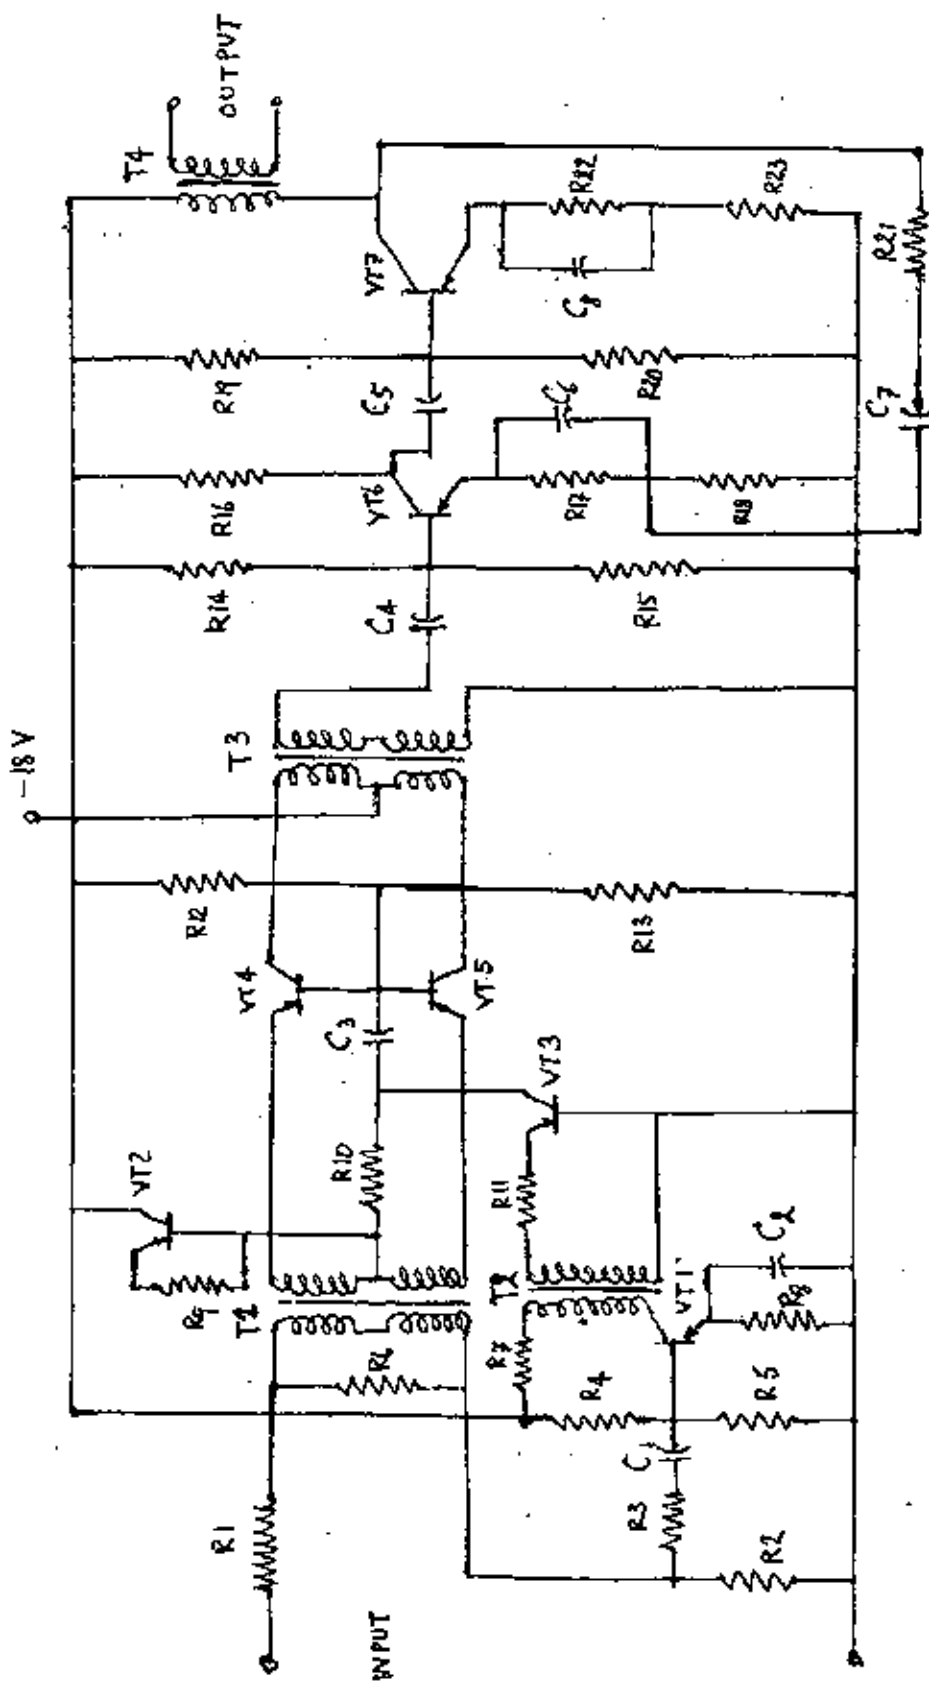 INPUT
R1
R2
R3
C1
R4
R5
R6
R7
R8
C2
VT1
T2
T1
R9
VT2
R10
R11
VT3
C3
VT4
VT5
R12
R13
-18 V
T3
C4
R14
R15
R16
VT6
R17
R18
C6
C5
R19
R20
VT7
C8
R22
R23
C7
R21
T4
OUTPUT